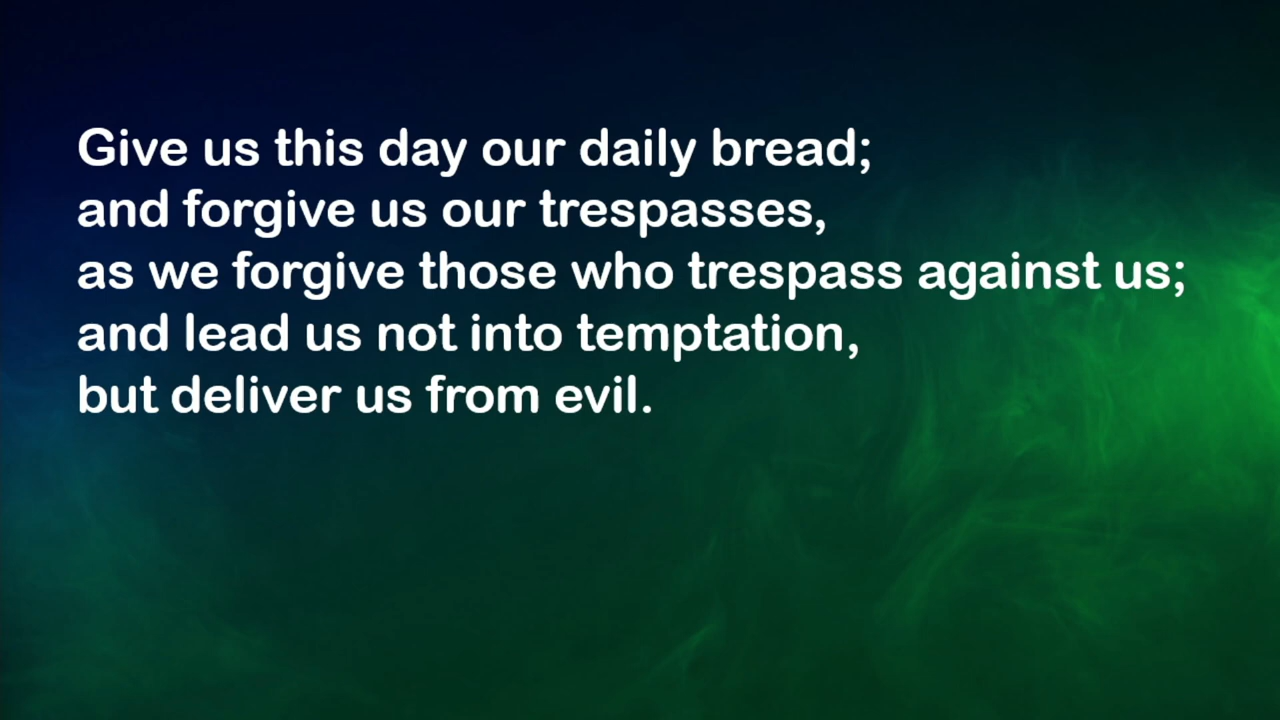 Give us this day our daily bread;
and forgive us our trespasses,
as we forgive those who trespass against us;
and lead us not into temptation,
but deliver us from evil.